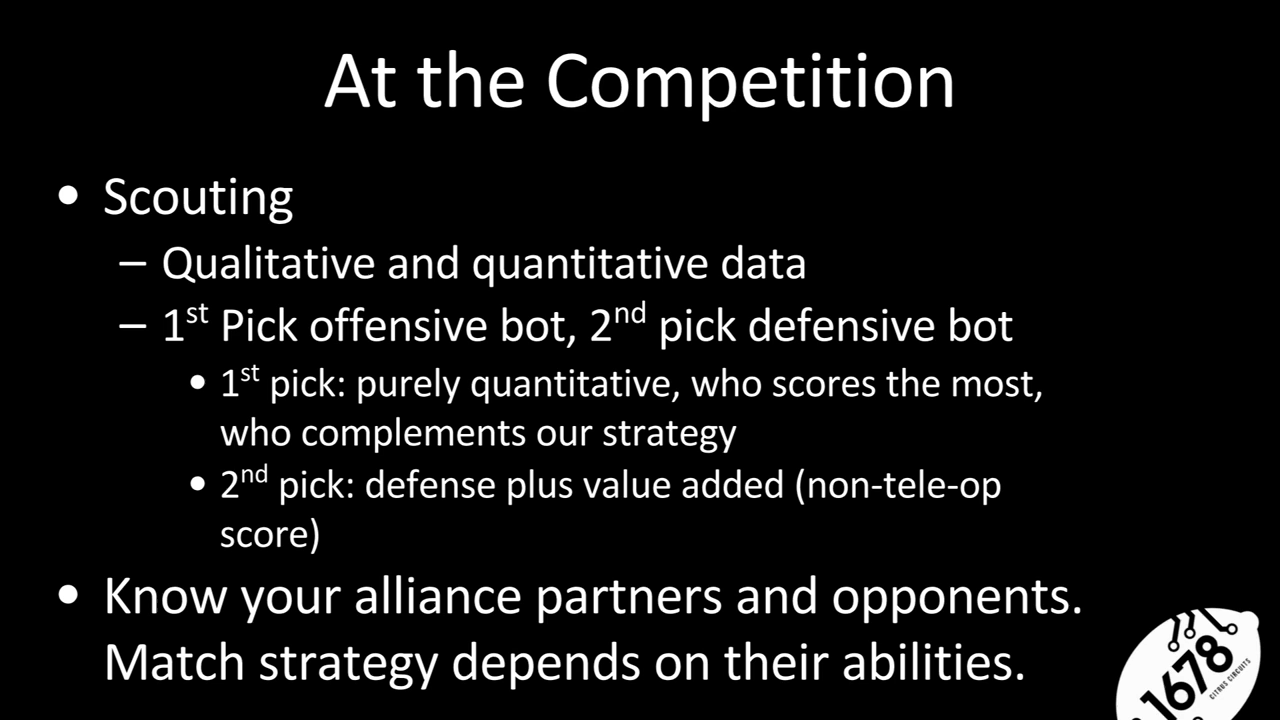 At the Competition
• Scouting
– Qualitative and quantitative data
– 1st Pick offensive bot, 2nd pick defensive bot
• 1st pick: purely quantitative, who scores the most,
who complements our strategy
• 2nd pick: defense plus value added (non-tele-op
score)
• Know your alliance partners and opponents.
Match strategy depends on their abilities.
1678
CITRUS CIRCUITS